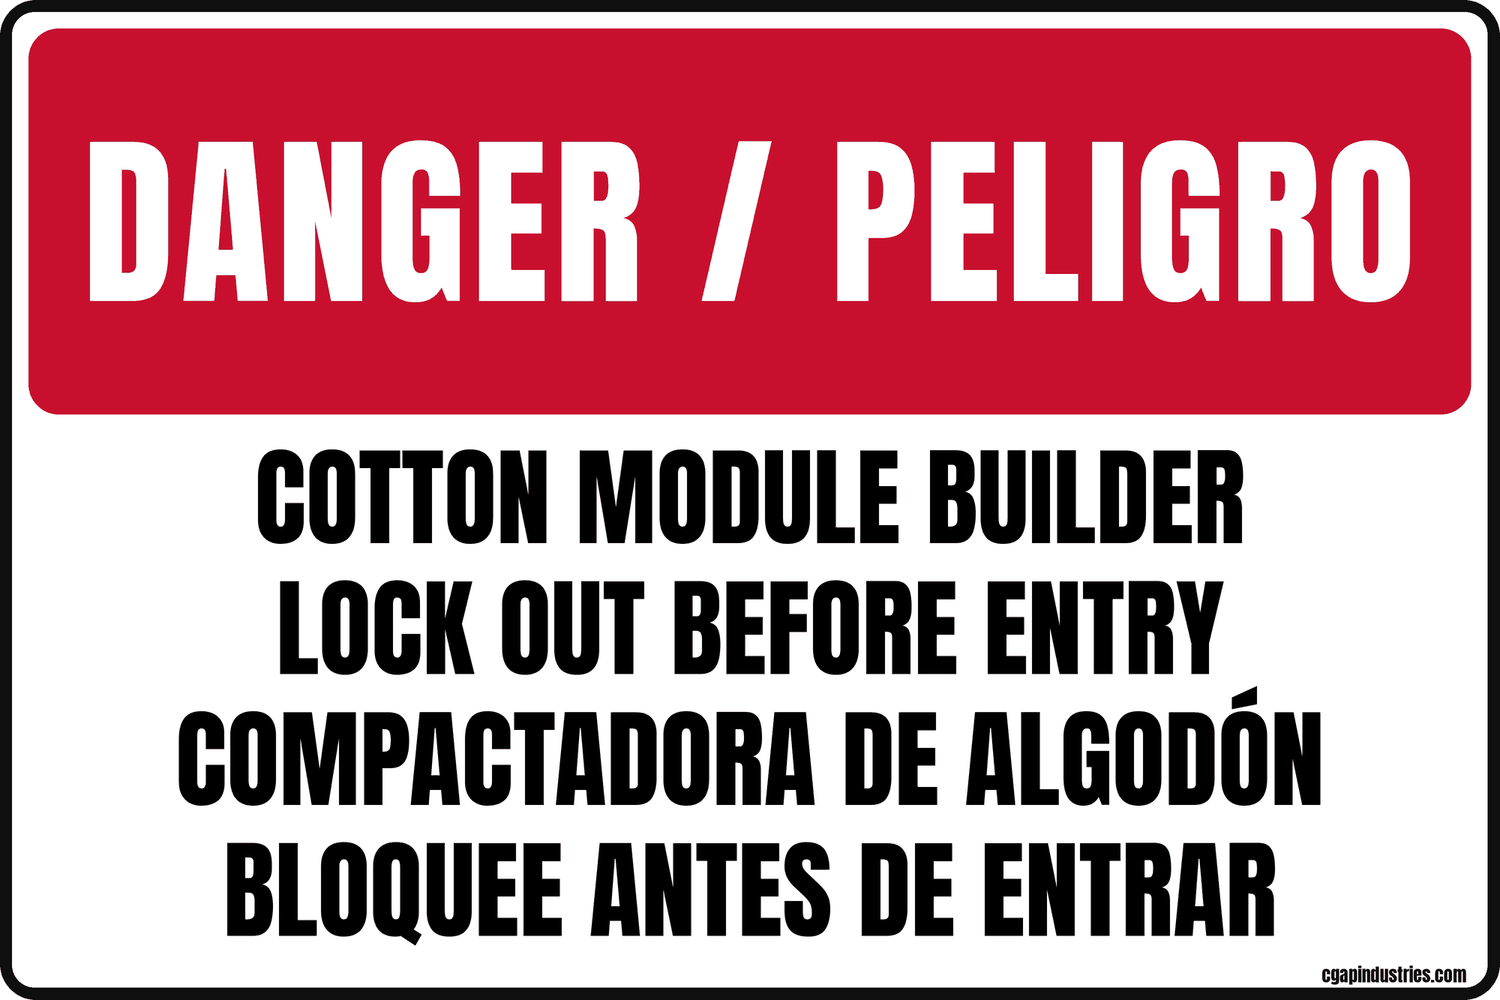 DANGER / PELIGRO
COTTON MODULE BUILDER
LOCK OUT BEFORE ENTRY
COMPACTADORA DE ALGODÓN
BLOQUEE ANTES DE ENTRAR
cgapindustries.com